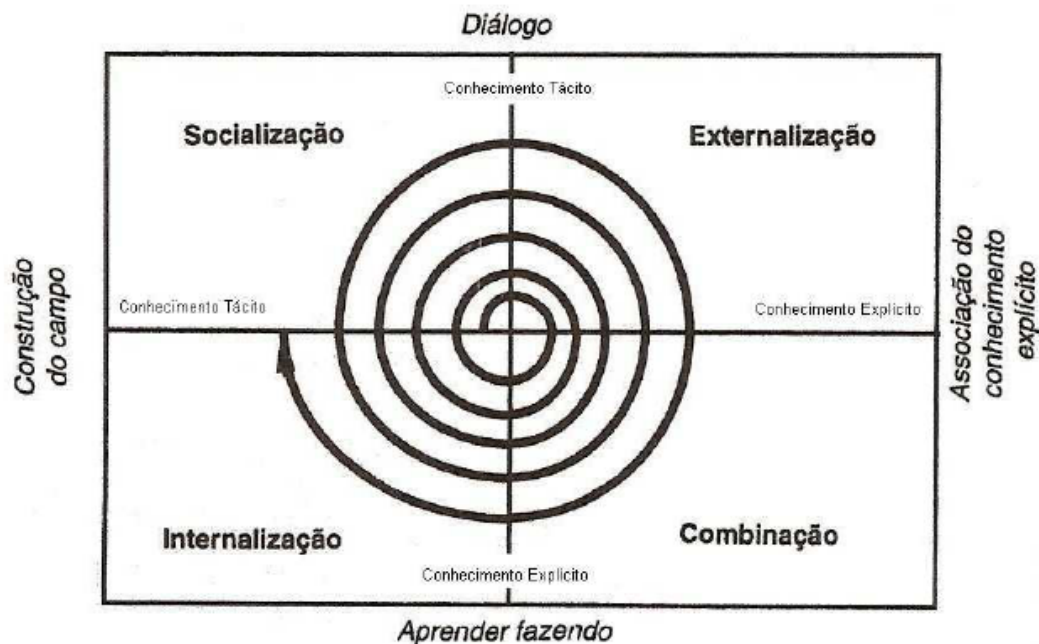 Diálogo
Conhecimento Tácito
Socialização
Externalização
Construção
do campo
Conhecimento Tácito
Conhecimento Explícito
Associação do
conhecimento
explícito
Internalização
Combinação
Conhecimento Explícito
Aprender fazendo